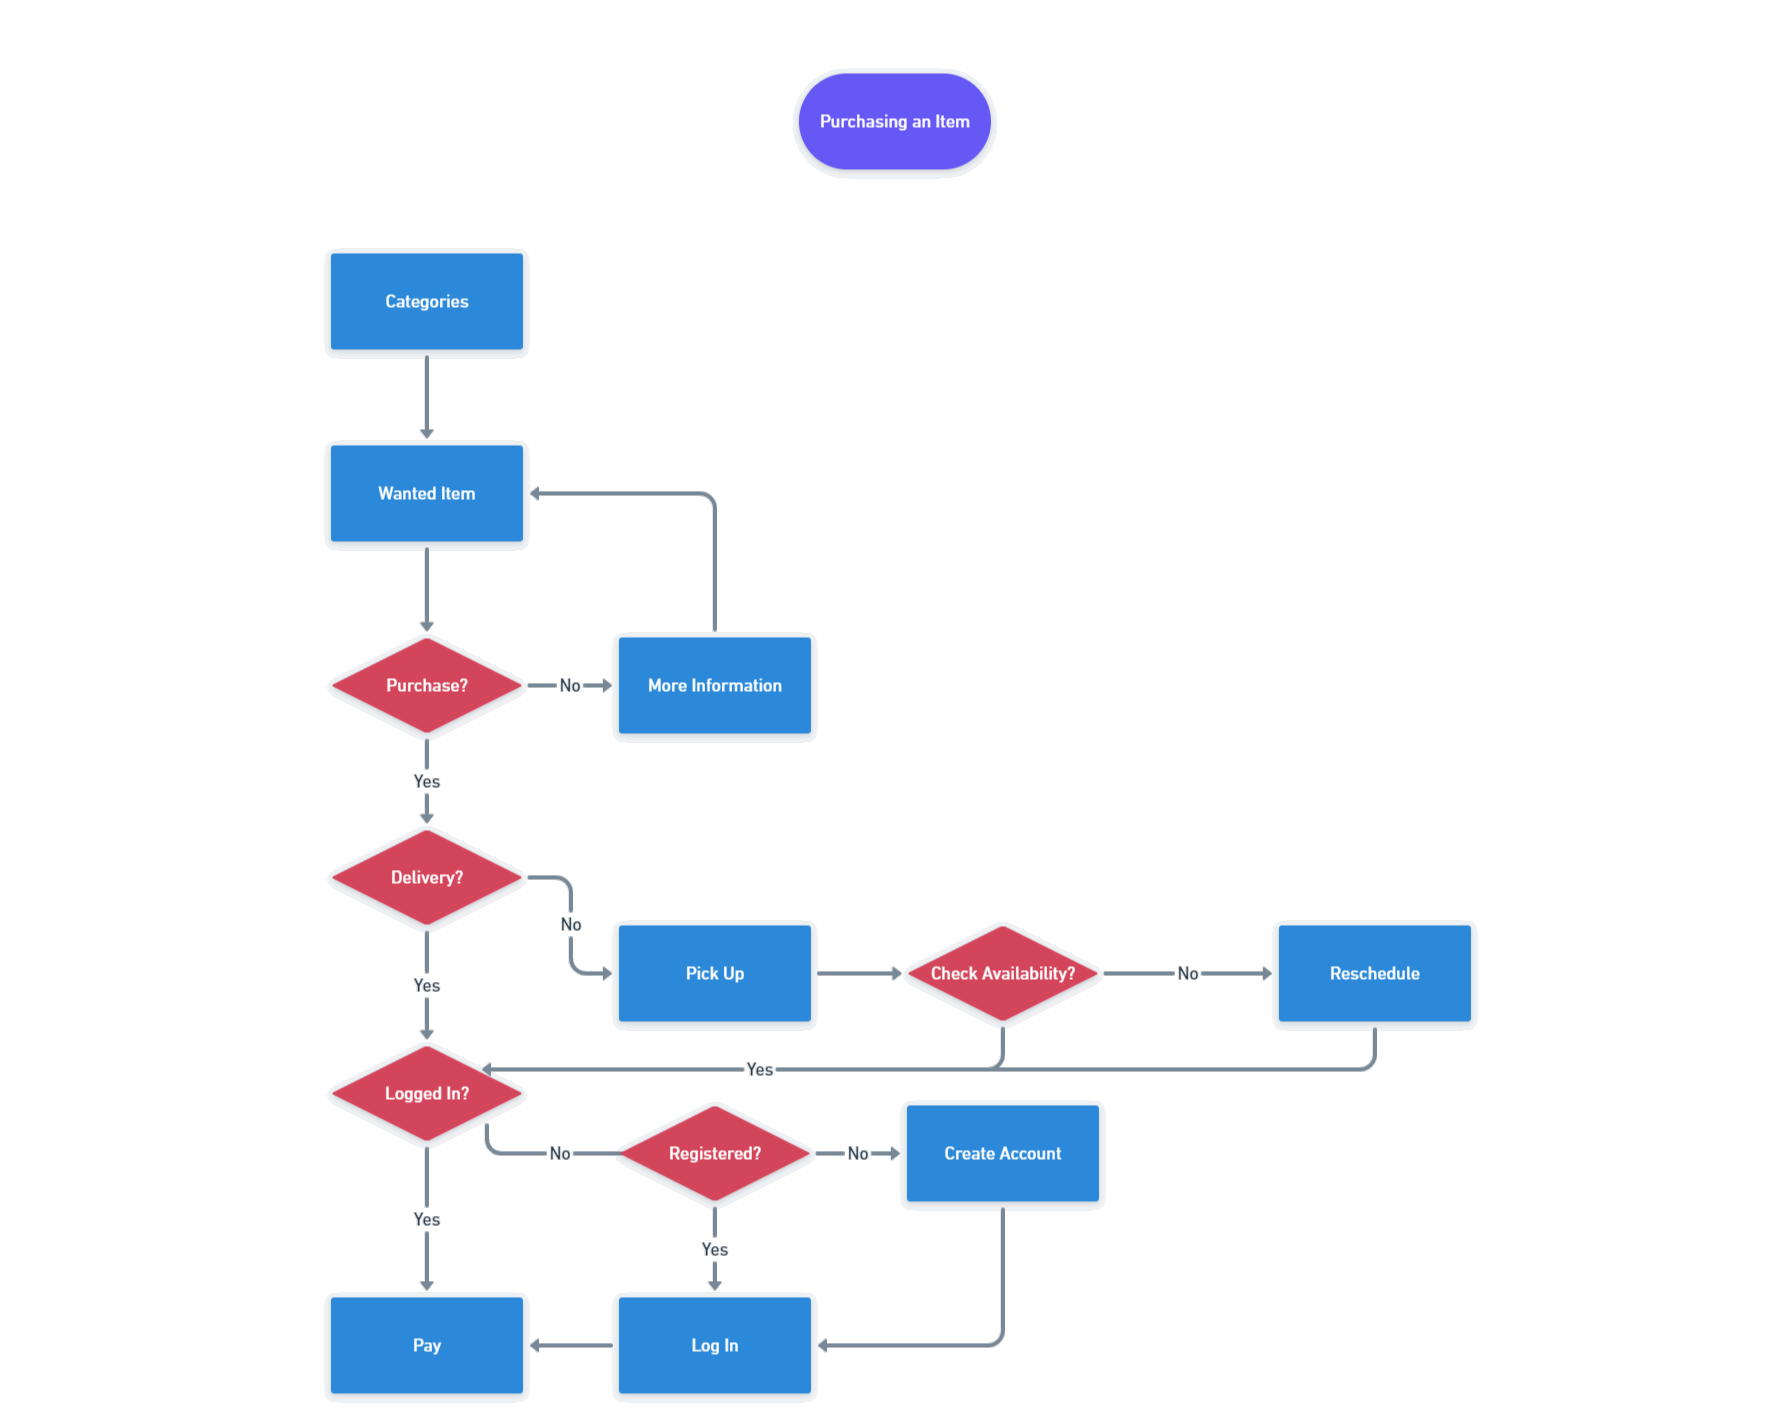 Purchasing an Item
Categories
Wanted Item
Purchase?
No
More Information
Yes
Delivery?
No
Pick Up
Check Availability?
No
Reschedule
Yes
Yes
Logged In?
No
Registered?
No
Create Account
Yes
Yes
Pay
Log In